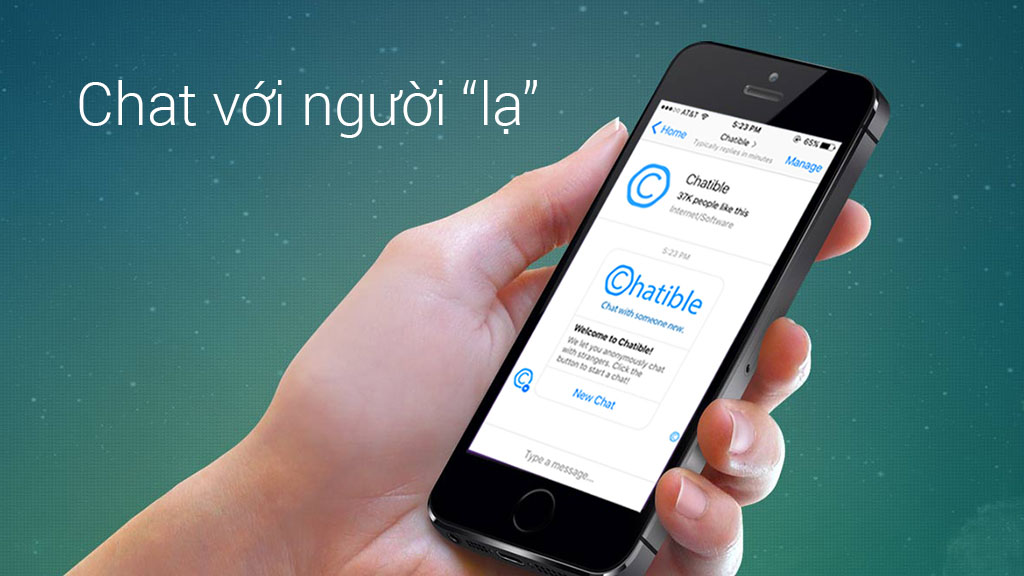 Chat với người “lạ”
AT&T 5:23 PM 65%
Home Chatible Manage
Typically replies in minutes
Chatible
37K people like this
Internet/Software
5:23 PM
Chatible
Chat with someone new.
Welcome to Chatible!
We let you anonymously chat
with strangers. Click the
button to start a chat!
New Chat
Type a message...